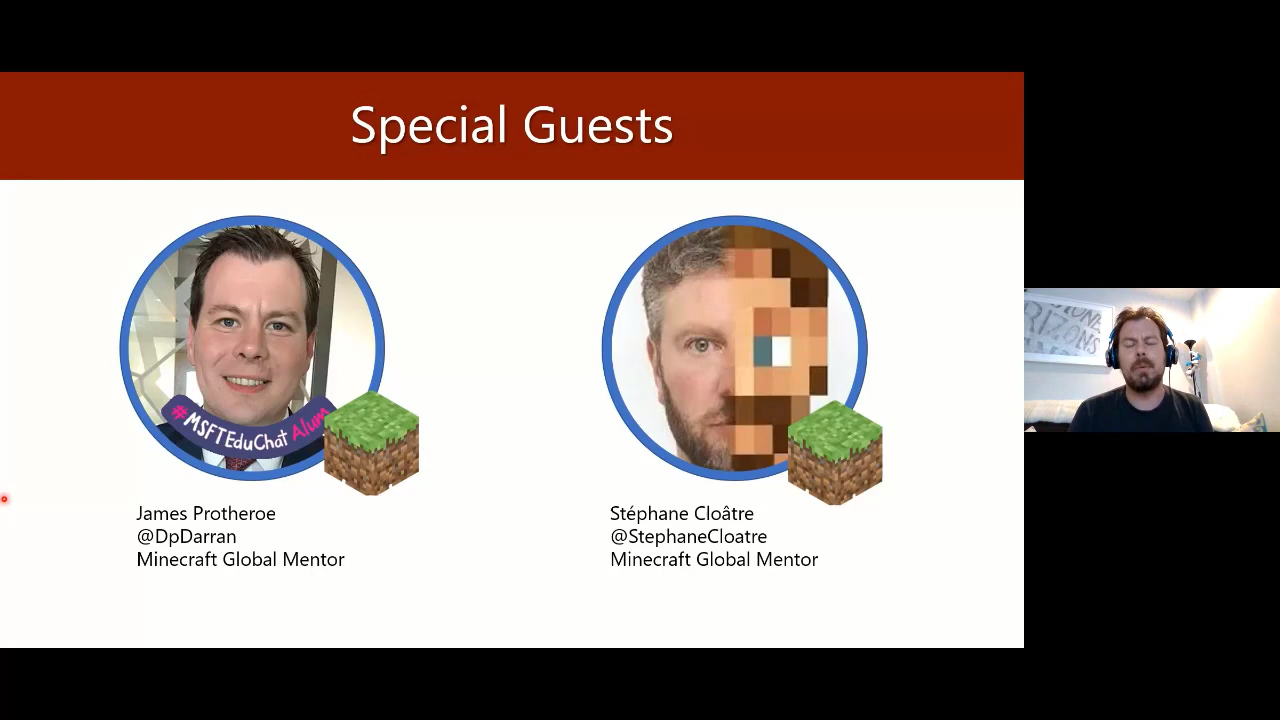 Special Guests
#MSFTEduChat Alum
James Protheroe
@DpDarran
Minecraft Global Mentor
Stéphane Cloâtre
@StephaneCloatre
Minecraft Global Mentor